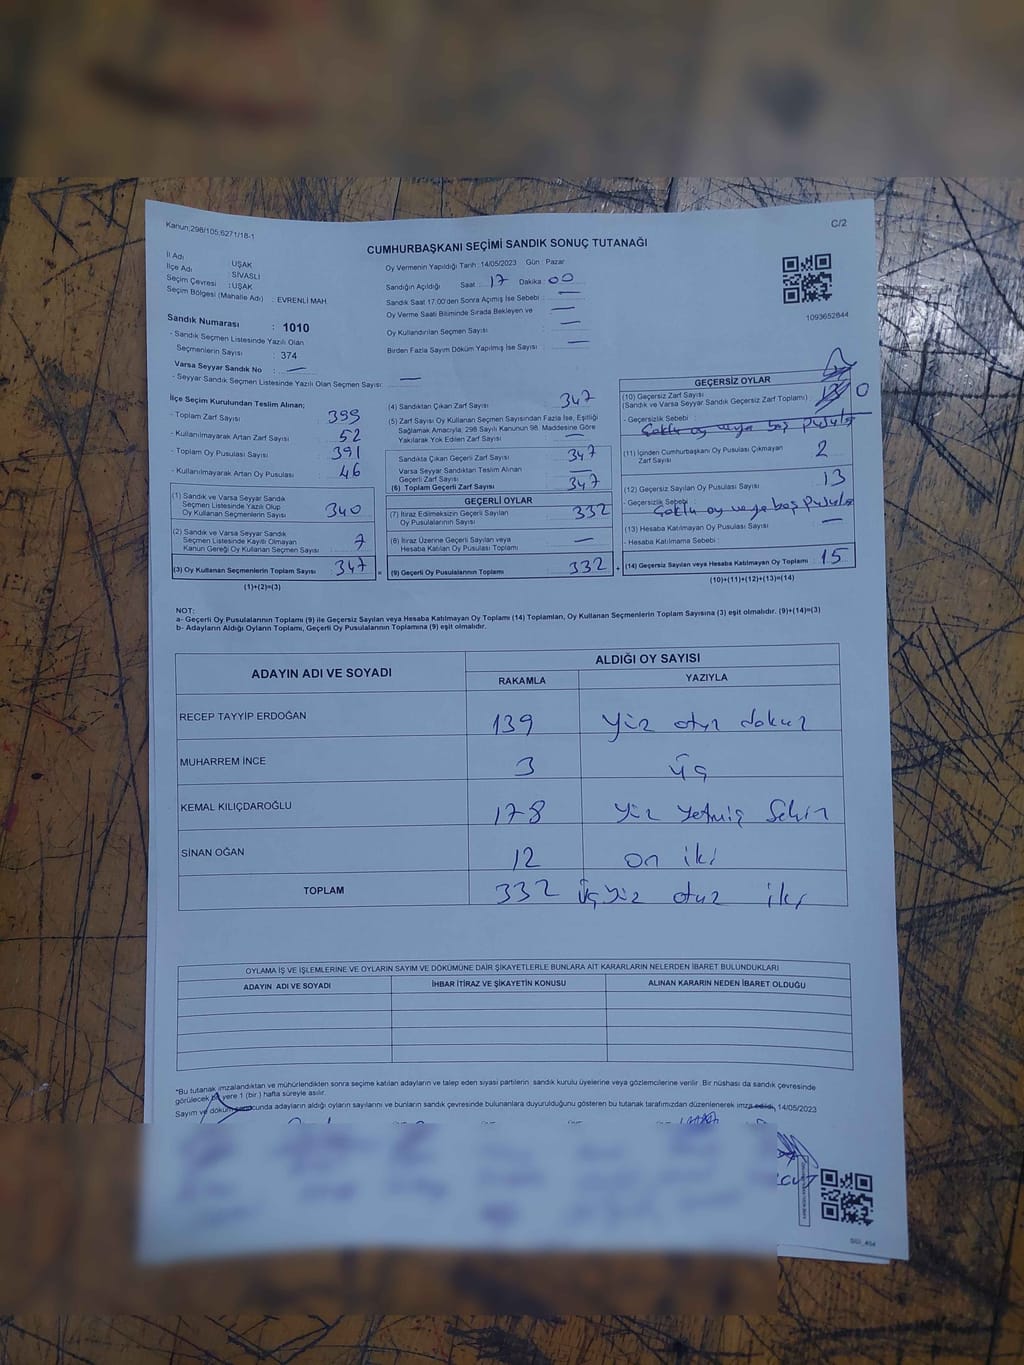 Kanun;298/105;6271/18-1
C/2
CUMHURBAŞKANI SEÇİMİ SANDIK SONUÇ TUTANAĞI
İl Adı : UŞAK
İlçe Adı : SİVASLI
Seçim Çevresi : UŞAK
Seçim Bölgesi (Mahalle Adı) : EVRENLİ MAH
Sandık Numarası : 1010
- Sandık Seçmen Listesinde Yazılı Olan
Seçmenlerin Sayısı : 374
Varsa Seyyar Sandık No : —
- Seyyar Sandık Seçmen Listesinde Yazılı Olan Seçmen Sayısı: —
Oy Vermenin Yapıldığı Tarih : 14/05/2023 Gün : Pazar
Sandığın Açıldığı Saat : 17 Dakika : 00
Sandık Saat 17.00'den Sonra Açımış İse Sebebi : —
Oy Verme Saati Bitiminde Sırada Bekleyen ve —
Oy Kullandırılan Seçmen Sayısı : —
Birden Fazla Sayım Döküm Yapılmış İse Sayısı : —
1093652644
İlçe Seçim Kurulundan Teslim Alınan;
- Toplam Zarf Sayısı : 399
- Kullanılmayarak Artan Zarf Sayısı : 52
- Toplam Oy Pusulası Sayısı : 391
- Kullanılmayarak Artan Oy Pusulası : 46
(1) Sandık ve Varsa Seyyar Sandık
Seçmen Listesinde Yazılı Olup
Oy Kullanan Seçmenlerin Sayısı : 340
(2) Sandık ve Varsa Seyyar Sandık
Seçmen Listesinde Kayıtlı Olmayan
Kanun Gereği Oy Kullanan Seçmen Sayısı : 7
(3) Oy Kullanan Seçmenlerin Toplam Sayısı : 347
(1)+(2)=(3)
(4) Sandıktan Çıkan Zarf Sayısı : 347
(5) Zarf Sayısı Oy Kullanan Seçmen Sayısından Fazla İse, Eşitliği
Sağlamak Amacıyla; 298 Sayılı Kanunun 98. Maddesine Göre
Yakılarak Yok Edilen Zarf Sayısı : —
Sandıkta Çıkan Geçerli Zarf Sayısı : 347
Varsa Seyyar Sandıktan Teslim Alınan
Geçerli Zarf Sayısı : —
(6) Toplam Geçerli Zarf Sayısı : 347
GEÇERLİ OYLAR
(7) İtiraz Edilmeksizin Geçerli Sayılan
Oy Pusulalarının Sayısı : 332
(8) İtiraz Üzerine Geçerli Sayılan veya
Hesaba Katılan Oy Pusulası Toplamı : —
(9) Geçerli Oy Pusulalarının Toplamı : 332
GEÇERSİZ OYLAR
(10) Geçersiz Zarf Sayısı
(Sandık ve Varsa Seyyar Sandık Geçersiz Zarf Toplamı) : 0
- Geçersizlik Sebebi :
Çoklu oy veya boş pusula
(11) İçinden Cumhurbaşkanı Oy Pusulası Çıkmayan
Zarf Sayısı : 2
(12) Geçersiz Sayılan Oy Pusulası Sayısı : 13
- Geçersizlik Sebebi :
Çoklu oy veya boş pusula
(13) Hesaba Katılmayan Oy Pusulası Sayısı : —
- Hesaba Katılmama Sebebi :
(14) Geçersiz Sayılan veya Hesaba Katılmayan Oy Toplamı : 15
(10)+(11)+(12)+(13)=(14)
NOT:
a- Geçerli Oy Pusulalarının Toplamı (9) ile Geçersiz Sayılan veya Hesaba Katılmayan Oy Toplamı (14) Toplamları, Oy Kullanan Seçmenlerin Toplam Sayısına (3) eşit olmalıdır. (9)+(14)=(3)
b- Adayların Aldığı Oyların Toplamı, Geçerli Oy Pusulalarının Toplamına (9) eşit olmalıdır.
ADAYIN ADI VE SOYADI
ALDIĞI OY SAYISI
RAKAMLA YAZIYLA
RECEP TAYYİP ERDOĞAN 139 Yüz otuz dokuz
MUHARREM İNCE 3 üç
KEMAL KILIÇDAROĞLU 178 Yüz yetmiş sekiz
SİNAN OĞAN 12 on iki
TOPLAM 332 üçyüz otuz iki
OYLAMA İŞ VE İŞLEMLERİNE VE OYLARIN SAYIM VE DÖKÜMÜNE DAİR ŞİKAYETLERLE BUNLARA AİT KARARLARIN NELERDEN İBARET BULUNDUKLARI
ADAYIN ADI VE SOYADI İHBAR İTİRAZ VE ŞİKAYETİN KONUSU ALINAN KARARIN NEDEN İBARET OLDUĞU
*Bu tutanak imzalandıktan ve mühürlendikten sonra seçime katılan adayların ve talep eden siyasi partilerin sandık kurulu üyelerine veya gözlemcilerine verilir. Bir nüshası da sandık çevresinde
görülecek bir yere 1 (bir.) hafta süreyle asılır.
Sayım ve döküm sonucunda adayların aldığı oyların sayılarını ve bunların sandık çevresinde bulunanlara duyurulduğunu gösteren bu tutanak tarafımızdan düzenlenerek imza edildi. 14/05/2023